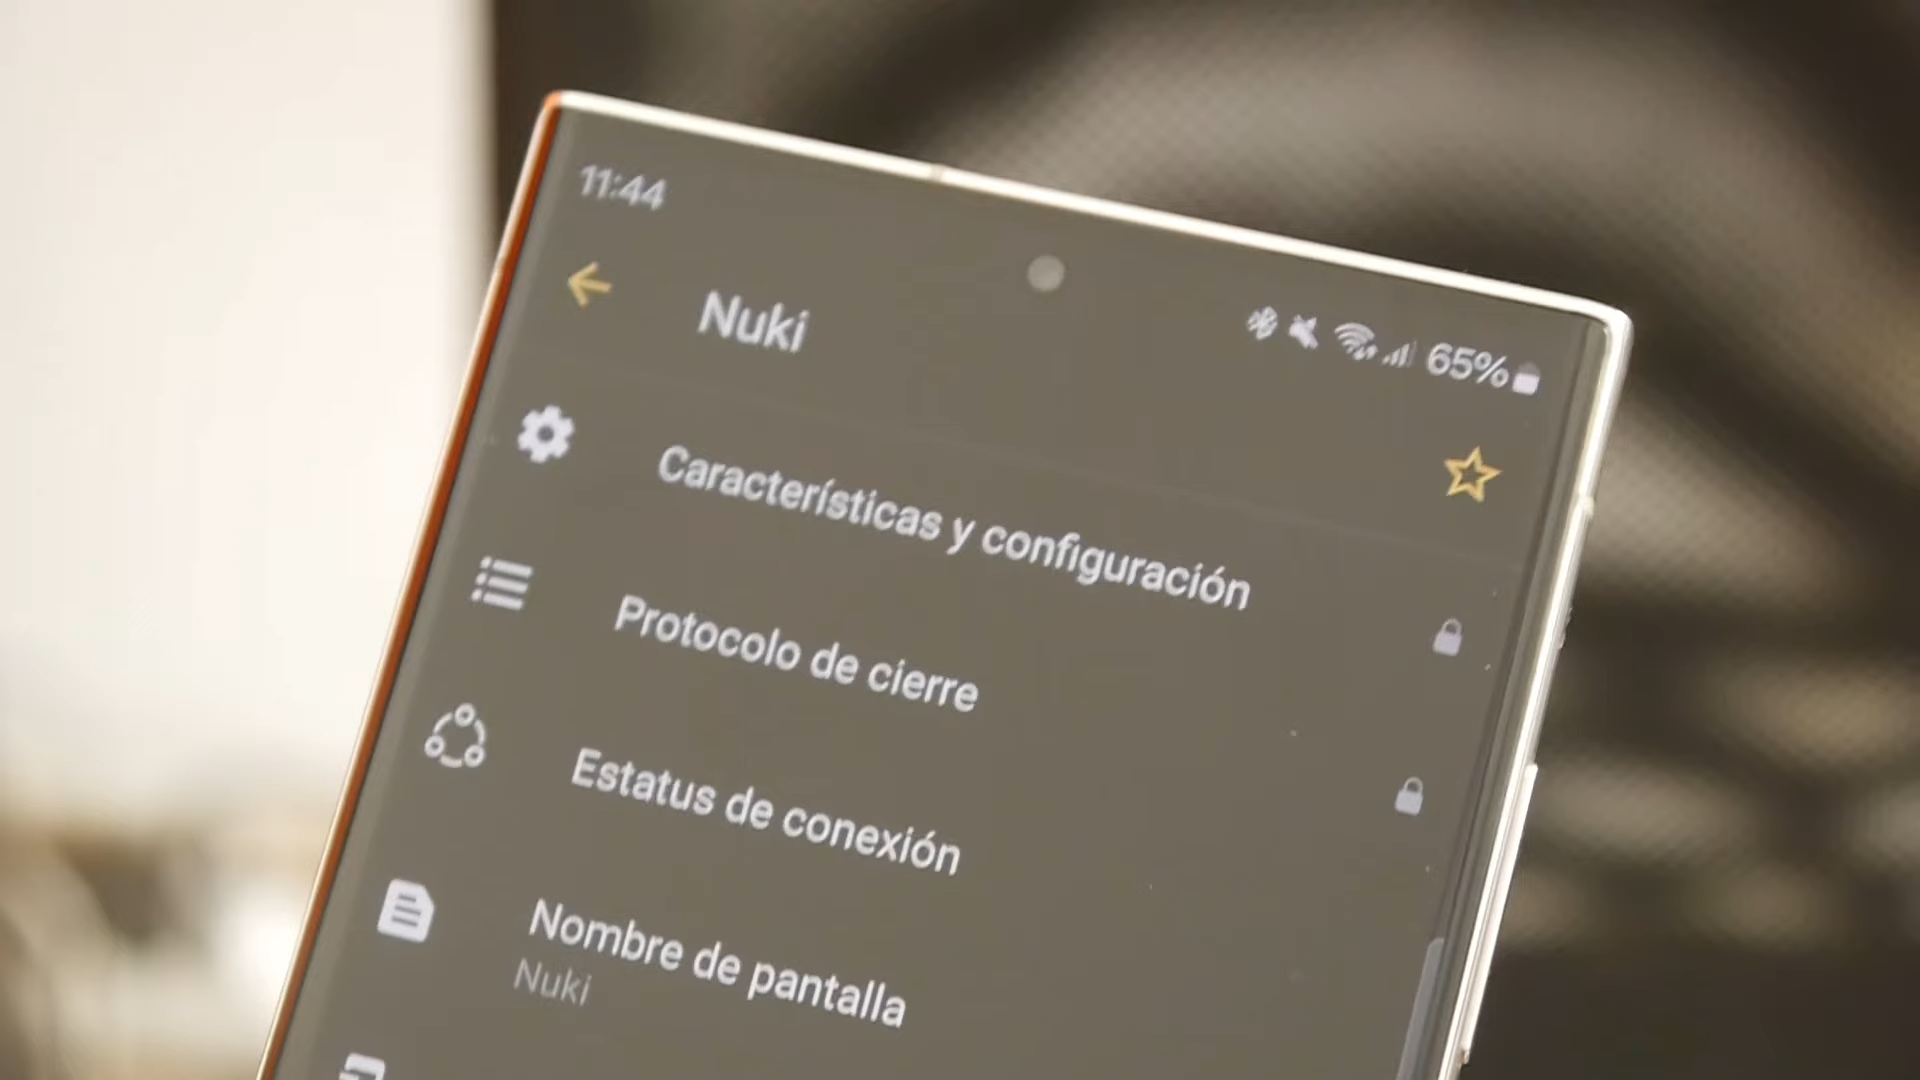 11:44
65%
Nuki
Características y configuración
Protocolo de cierre
Estatus de conexión
Nombre de pantalla
Nuki